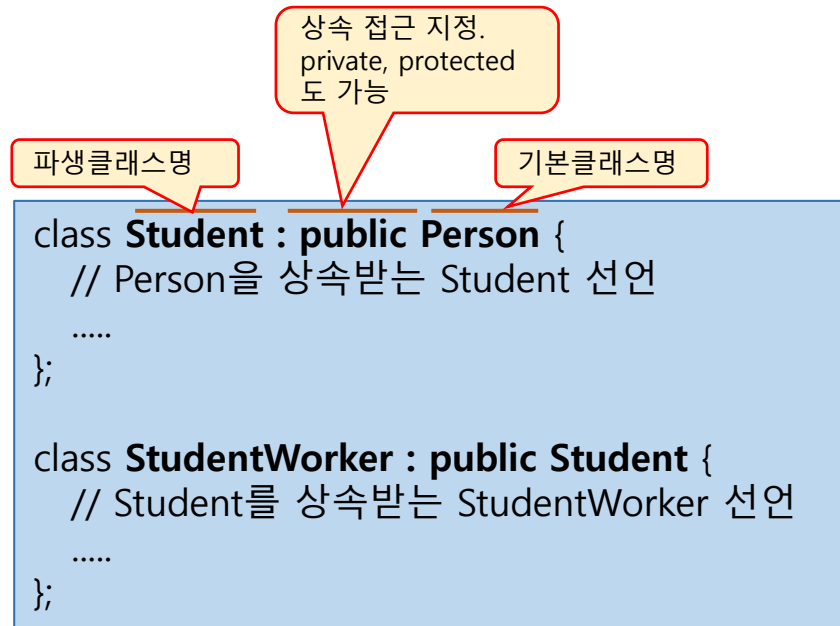 상속 접근 지정.
private, protected
도 가능
파생클래스명
기본클래스명
class Student : public Person {
// Person을 상속받는 Student 선언
.....
};
class StudentWorker : public Student {
// Student를 상속받는 StudentWorker 선언
.....
};